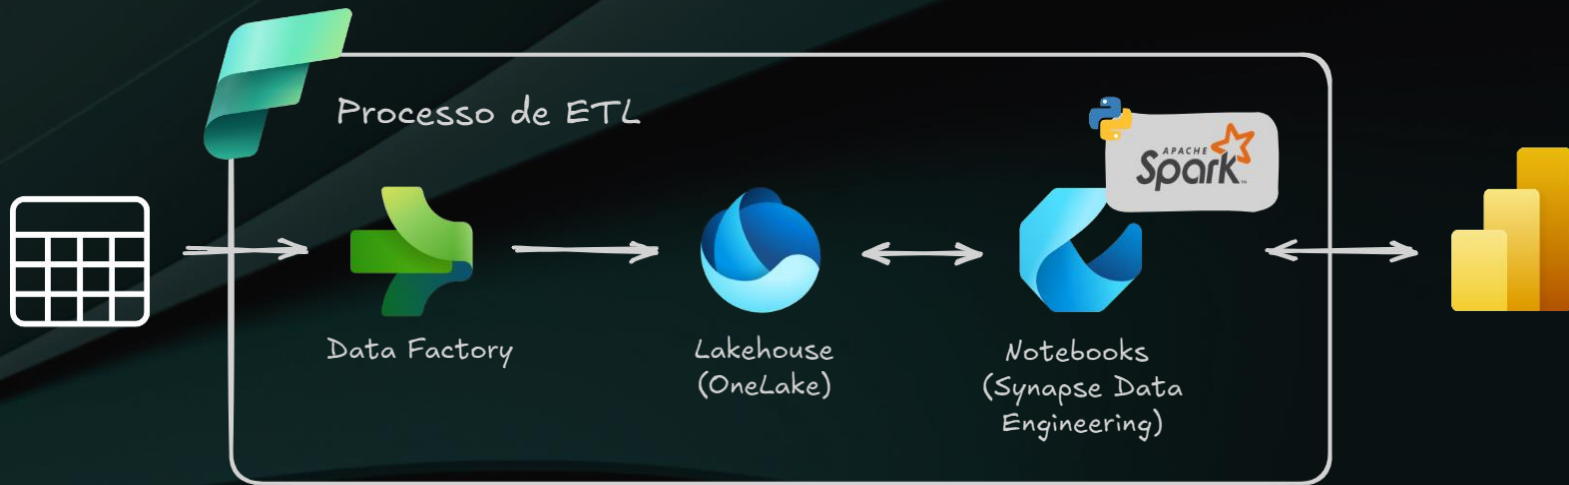 Processo de ETL
APACHE
Spark
Data Factory
Lakehouse
(OneLake)
Notebooks
(Synapse Data
Engineering)